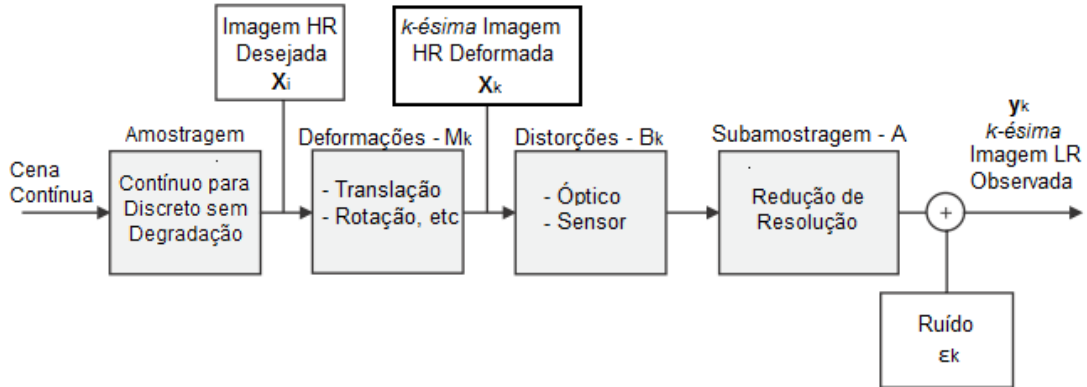 Imagem HR
Desejada
Xi
k-ésima Imagem
HR Deformada
Xk
Amostragem
Deformações - Mk
Distorções - Bk
Subamostragem - A
yk
k-ésima
Imagem LR
Observada
Cena
Contínua
Contínuo para
Discreto sem
Degradação
- Translação
- Rotação, etc
- Óptico
- Sensor
Redução de
Resolução
+
Ruído
εk